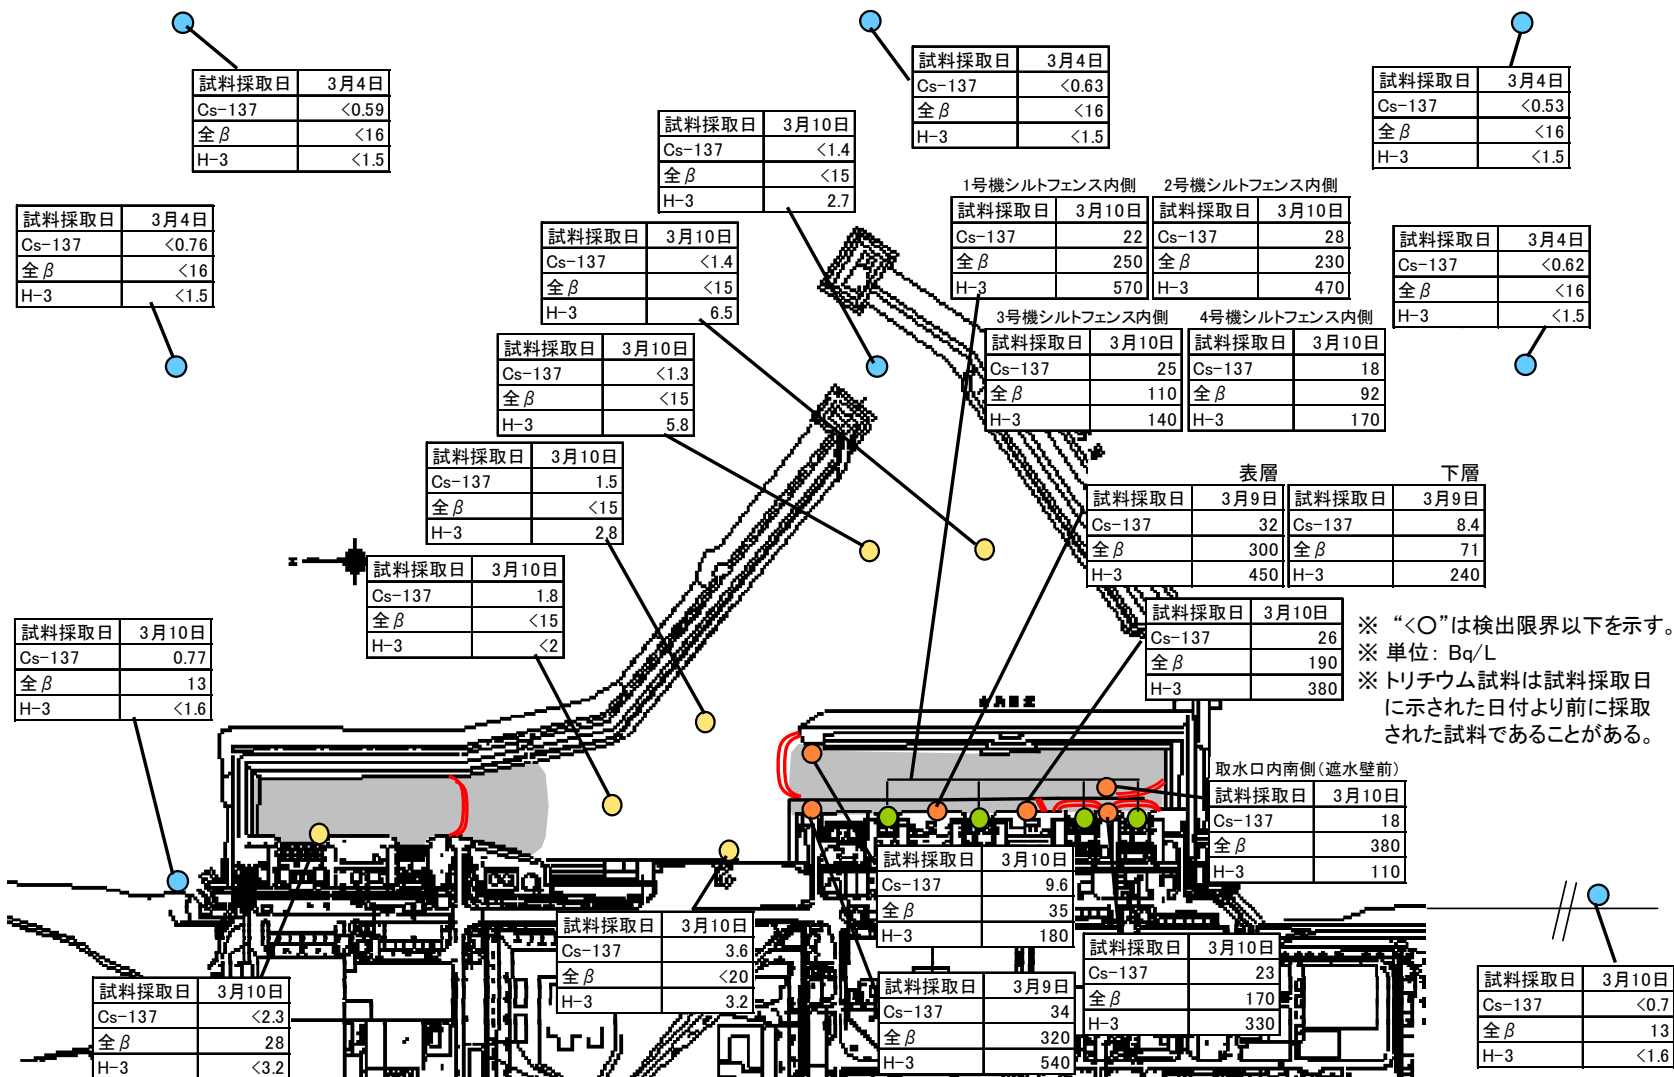 試料採取日 3月4日
Cs-137 <0.59
全β <16
H-3 <1.5
試料採取日 3月4日
Cs-137 <0.63
全β <16
H-3 <1.5
試料採取日 3月4日
Cs-137 <0.53
全β <16
H-3 <1.5
試料採取日 3月10日
Cs-137 <1.4
全β <15
H-3 2.7
試料採取日 3月4日
Cs-137 <0.76
全β <16
H-3 <1.5
試料採取日 3月10日
Cs-137 <1.4
全β <15
H-3 6.5
1号機シルトフェンス内側
試料採取日 3月10日
Cs-137 22
全β 250
H-3 570
2号機シルトフェンス内側
試料採取日 3月10日
Cs-137 28
全β 230
H-3 470
試料採取日 3月4日
Cs-137 <0.62
全β <16
H-3 <1.5
3号機シルトフェンス内側
試料採取日 3月10日
Cs-137 25
全β 110
H-3 140
4号機シルトフェンス内側
試料採取日 3月10日
Cs-137 18
全β 92
H-3 170
試料採取日 3月10日
Cs-137 <1.3
全β <15
H-3 5.8
試料採取日 3月10日
Cs-137 1.5
全β <15
H-3 2.8
表層
試料採取日 3月9日
Cs-137 32
全β 300
H-3 450
下層
試料採取日 3月9日
Cs-137 8.4
全β 71
H-3 240
試料採取日 3月10日
Cs-137 1.8
全β <15
H-3 <2
試料採取日 3月10日
Cs-137 26
全β 190
H-3 380
※ “<○”は検出限界以下を示す。
※ 単位: Bq/L
※ トリチウム試料は試料採取日
に示された日付より前に採取
された試料であることがある。
試料採取日 3月10日
Cs-137 0.77
全β 13
H-3 <1.6
取水口内南側(遮水壁前)
試料採取日 3月10日
Cs-137 18
全β 380
H-3 110
試料採取日 3月10日
Cs-137 9.6
全β 35
H-3 180
試料採取日 3月10日
Cs-137 3.6
全β <20
H-3 3.2
試料採取日 3月10日
Cs-137 23
全β 170
H-3 330
試料採取日 3月10日
Cs-137 <2.3
全β 28
H-3 <3.2
試料採取日 3月9日
Cs-137 34
全β 320
H-3 540
試料採取日 3月10日
Cs-137 <0.7
全β 13
H-3 <1.6